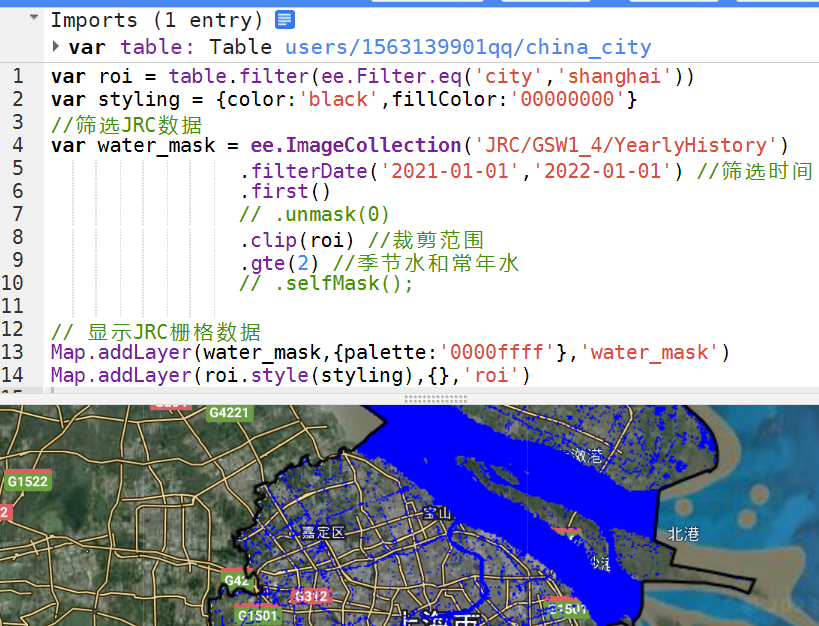 Imports (1 entry)
var table: Table users/1563139901qq/china_city
1 var roi = table.filter(ee.Filter.eq('city','shanghai'))
2 var styling = {color:'black',fillColor:'00000000'}
3 //筛选JRC数据
4 var water_mask = ee.ImageCollection('JRC/GSW1_4/YearlyHistory')
5 .filterDate('2021-01-01','2022-01-01') //筛选时间
6 .first()
7 // .unmask(0)
8 .clip(roi) //裁剪范围
9 .gte(2) //季节水和常年水
10 // .selfMask();
11
12 // 显示JRC栅格数据
13 Map.addLayer(water_mask,{palette:'0000ffff'},'water_mask')
14 Map.addLayer(roi.style(styling),{},'roi')
G4221
G1522
宝山
嘉定区
北港
G42
G312
G1501
上海市
G1501